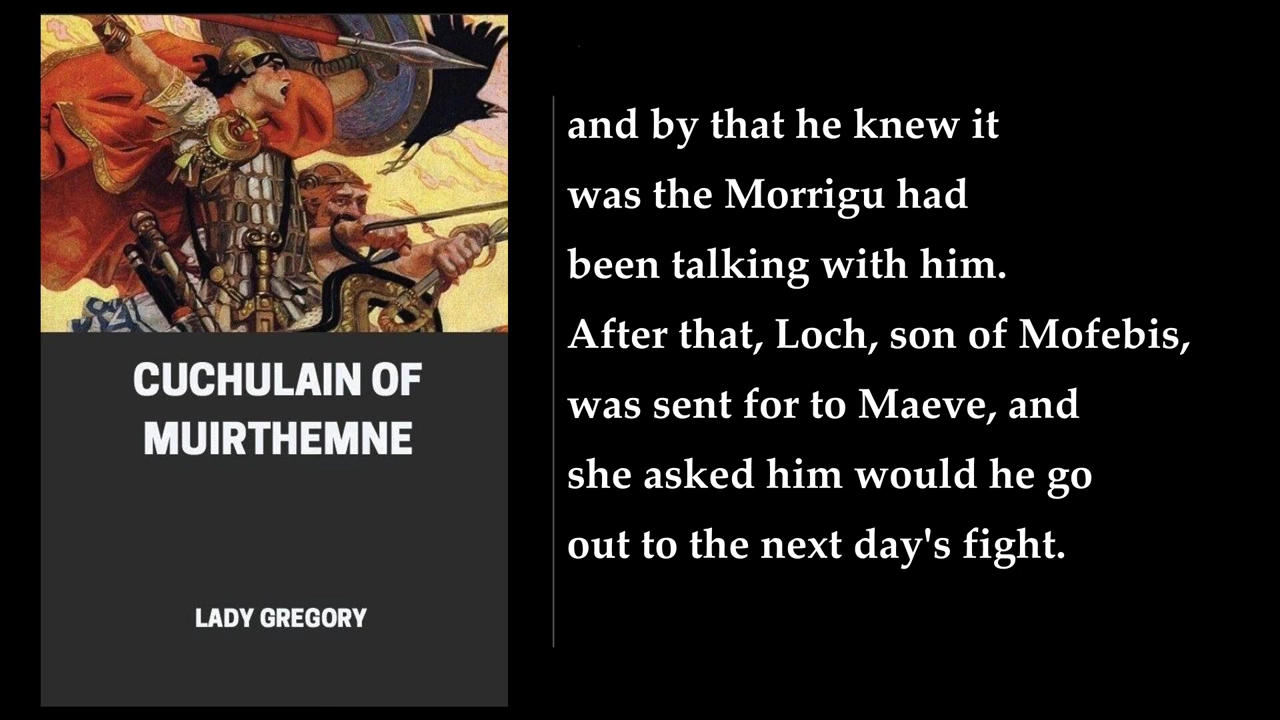 CUCHULAIN OF
MUIRTHEMNE
LADY GREGORY
and by that he knew it
was the Morrigu had
been talking with him.
After that, Loch, son of Mofebis,
was sent for to Maeve, and
she asked him would he go
out to the next day's fight.